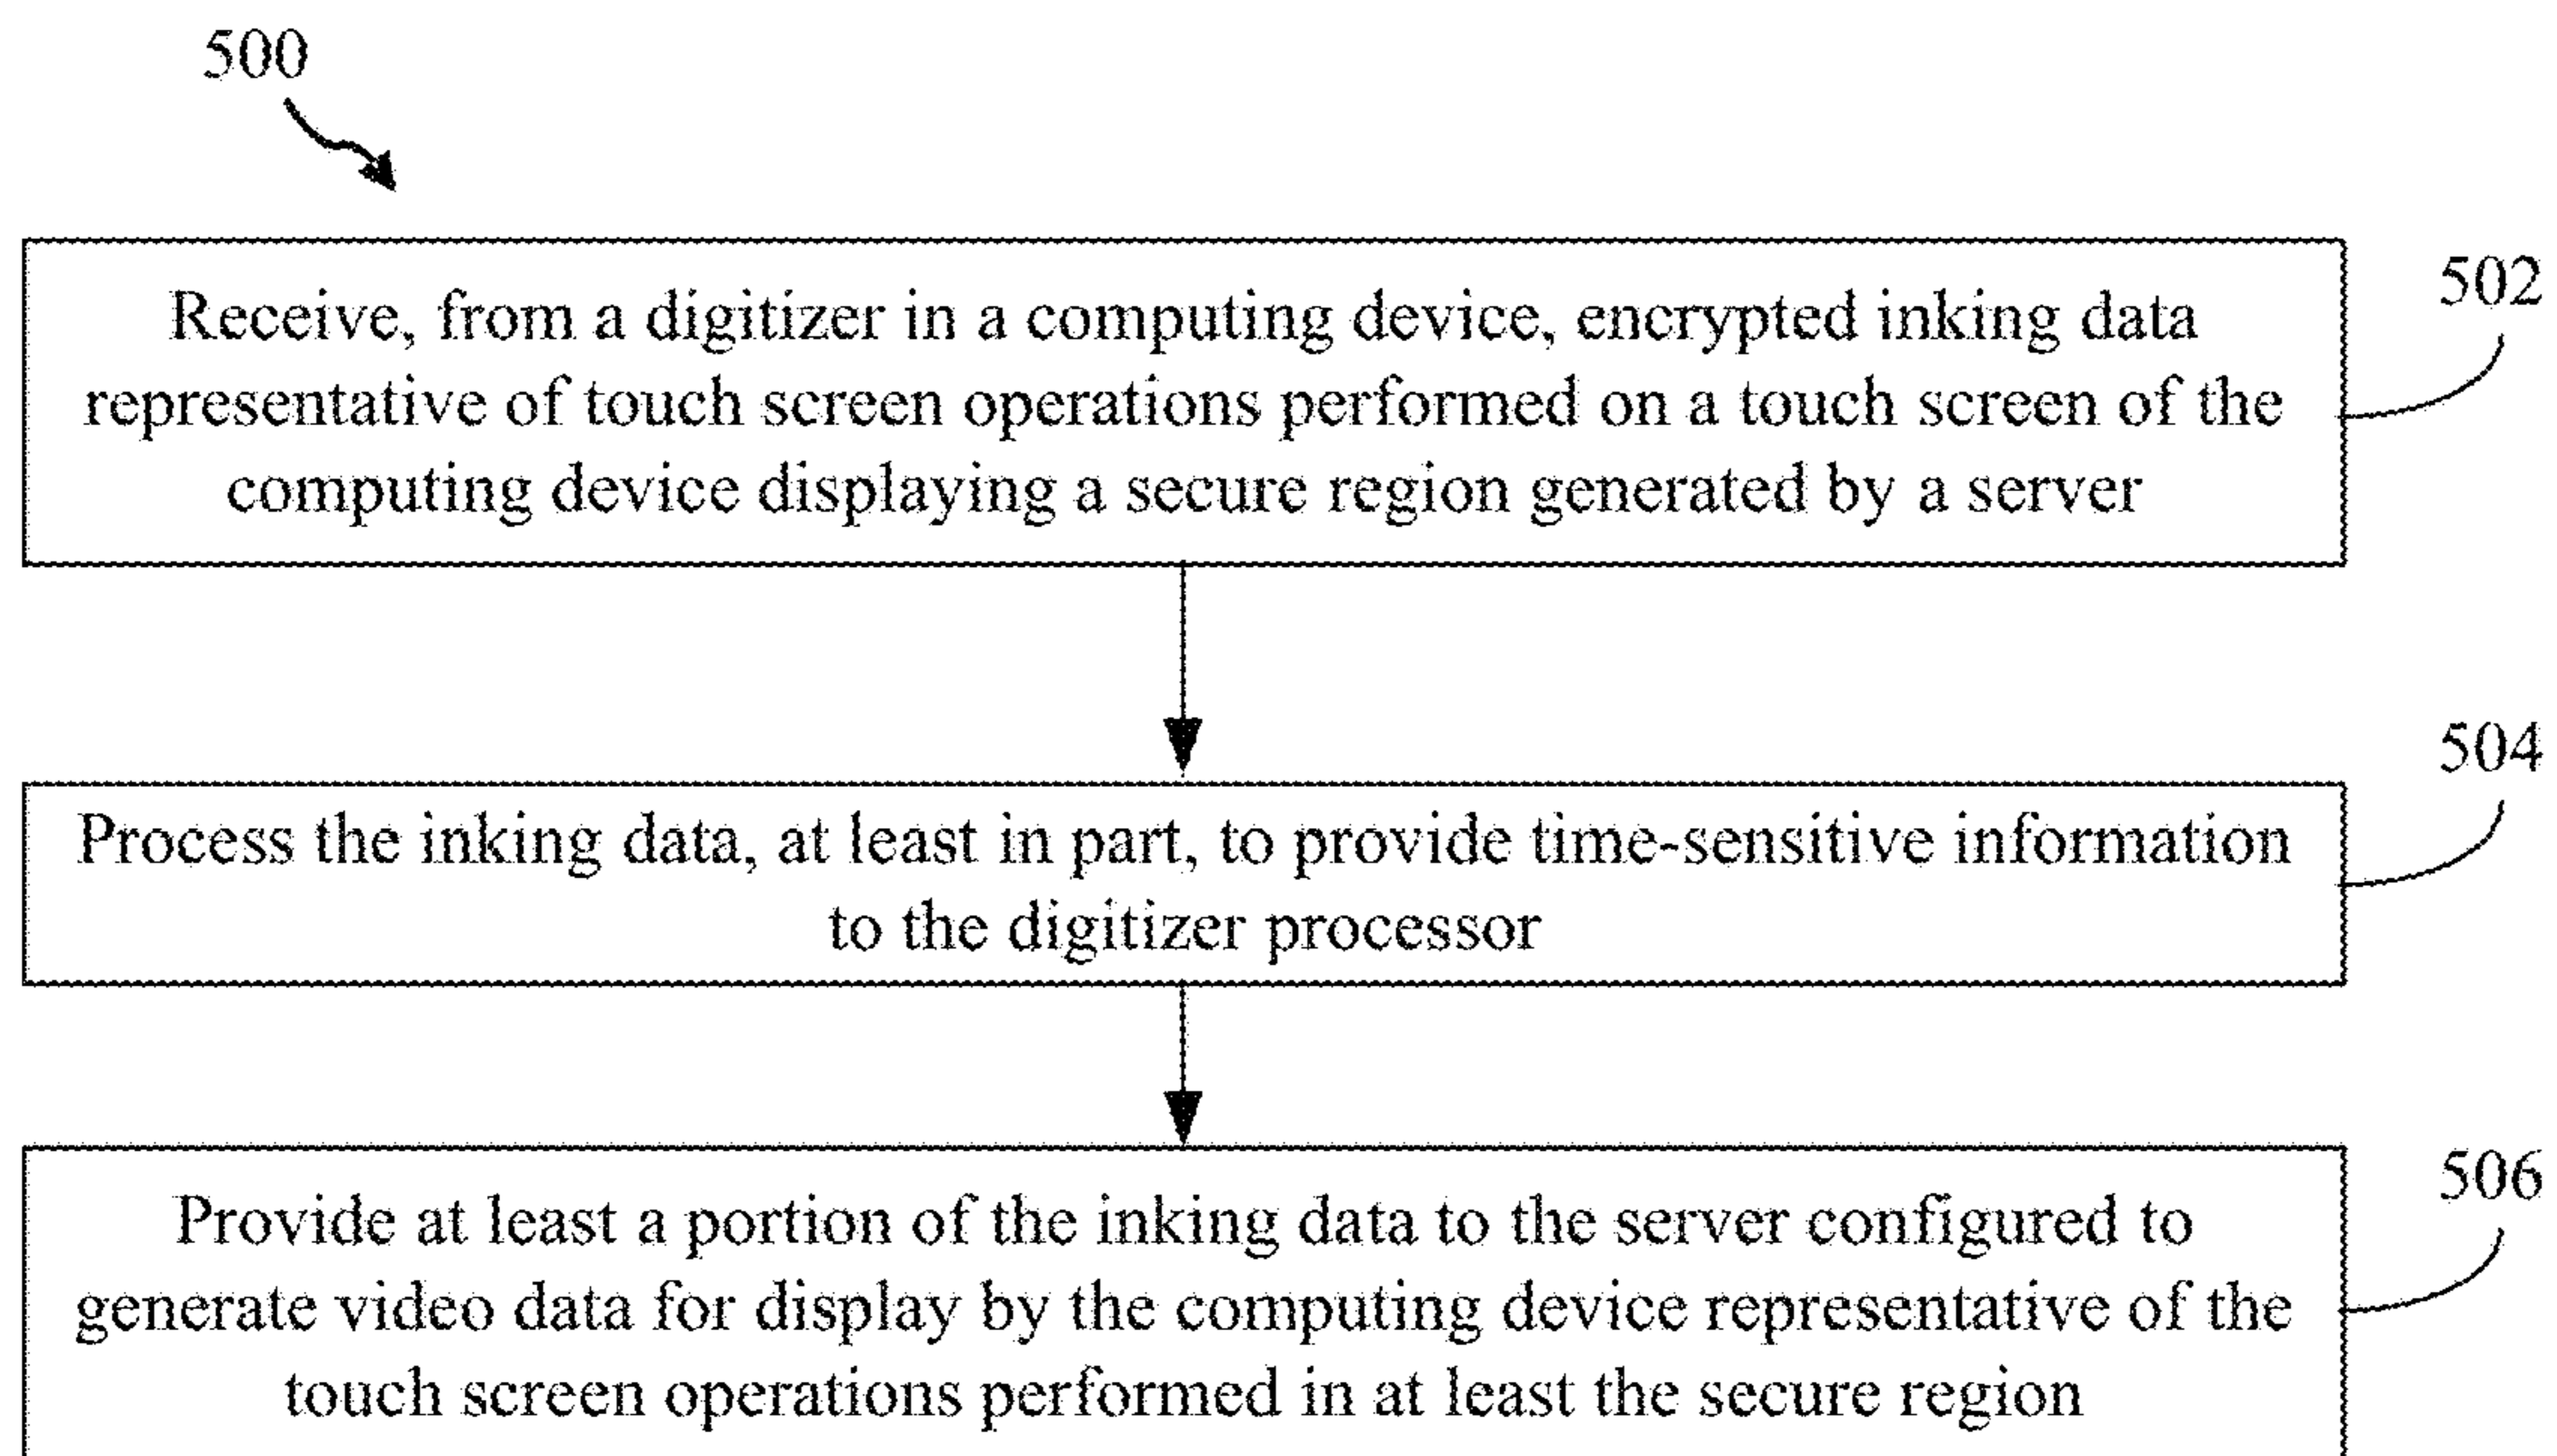 500
502
Receive, from a digitizer in a computing device, encrypted inking data
representative of touch screen operations performed on a touch screen of the
computing device displaying a secure region generated by a server
504
Process the inking data, at least in part, to provide time-sensitive information
to the digitizer processor
506
Provide at least a portion of the inking data to the server configured to
generate video data for display by the computing device representative of the
touch screen operations performed in at least the secure region